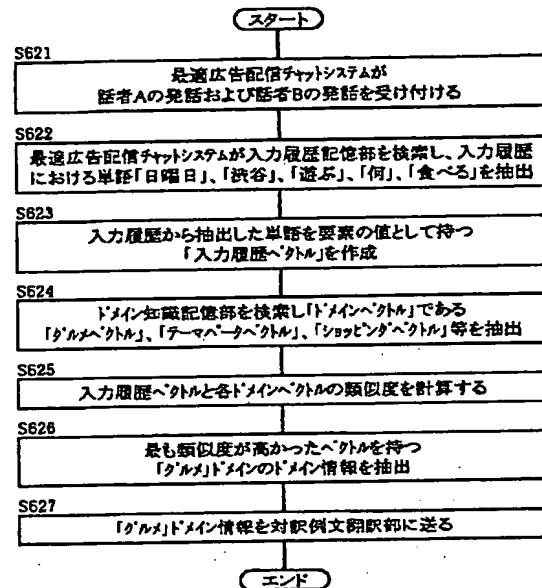 スタート
S621
最適広告配信チャットシステムが
話者Aの発話および話者Bの発話を受け付ける
S622
最適広告配信チャットシステムが入力履歴記憶部を検索し、入力履歴
における単語「日曜日」、「渋谷」、「遊ぶ」、「何」、「食べる」を抽出
S623
入力履歴から抽出した単語を要素の値として持つ
「入力履歴ベクトル」を作成
S624
ドメイン知識記憶部を検索し「ドメインベクトル」である
「グルメベクトル」、「テーマパークベクトル」、「ショッピングベクトル」等を抽出
S625
入力履歴ベクトルと各ドメインベクトルの類似度を計算する
S626
最も類似度が高かったベクトルを持つ
「グルメ」ドメインのドメイン情報を抽出
S627
「グルメ」ドメイン情報を対訳例文翻訳部に送る
エンド